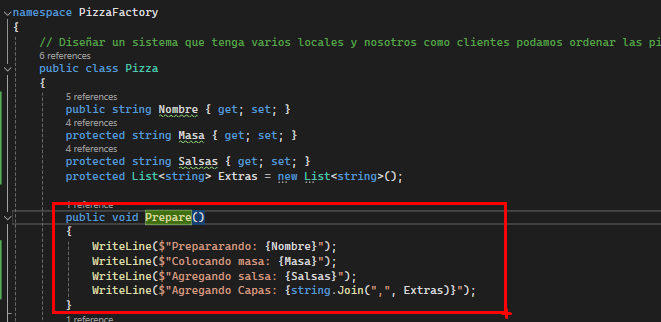 namespace PizzaFactory
{
// Diseñar un sistema que tenga varios locales y nosotros como clientes podamos ordenar las pi
6 references
public class Pizza
{
5 references
public string Nombre { get; set; }
4 references
protected string Masa { get; set; }
4 references
protected string Salsas { get; set; }
protected List<string> Extras = new List<string>();
1 reference
public void Prepare()
{
WriteLine($"Prepararando: {Nombre}");
WriteLine($"Colocando masa: {Masa}");
WriteLine($"Agregando salsa: {Salsas}");
WriteLine($"Agregando Capas: {string.Join(",", Extras)}");
}
1 reference